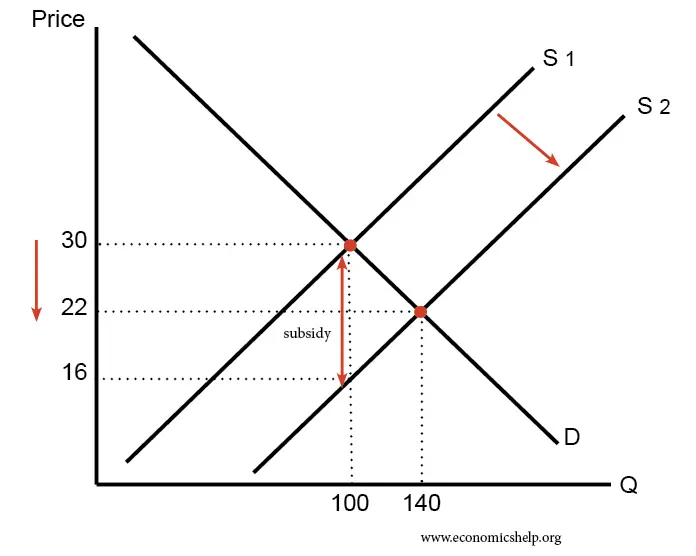 Price
S 1
S 2
30
22
subsidy
16
D
Q
100
140
www.economicshelp.org